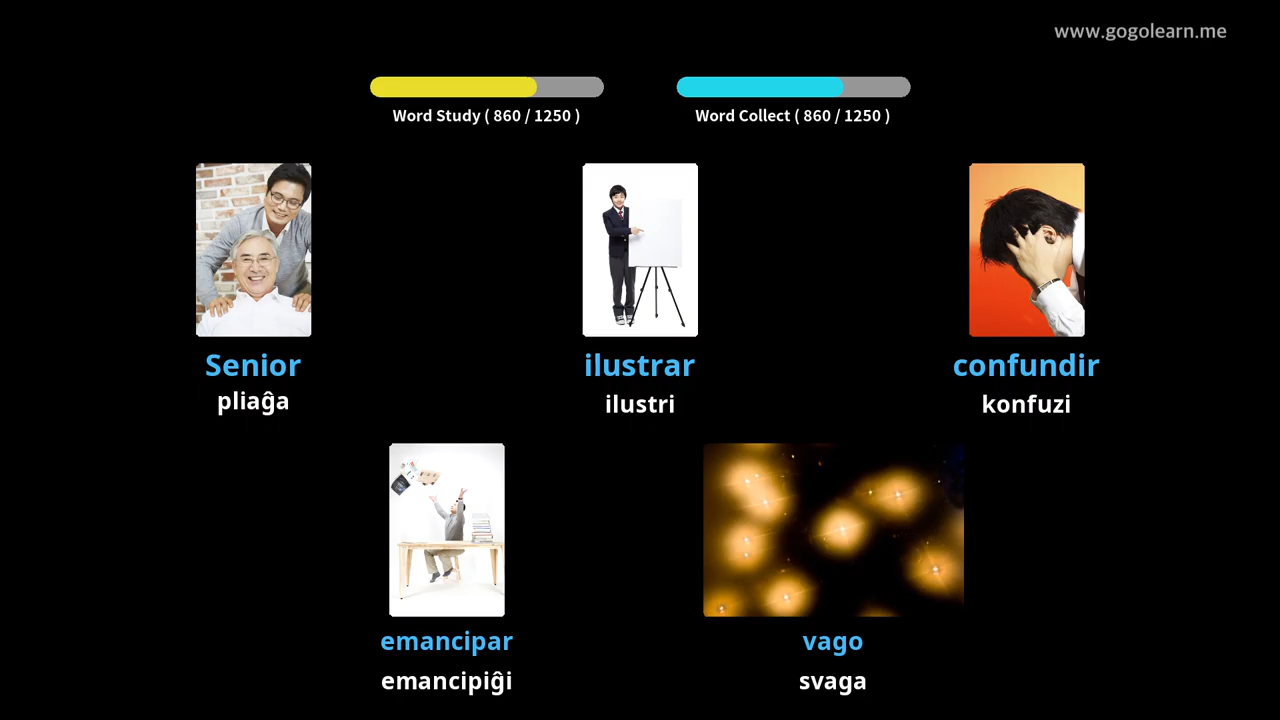 www.gogolearn.me
Word Study ( 860 / 1250 )
Word Collect ( 860 / 1250 )
Senior
pliaĝa
ilustrar
ilustri
confundir
konfuzi
emancipar
emancipiĝi
vago
svaga